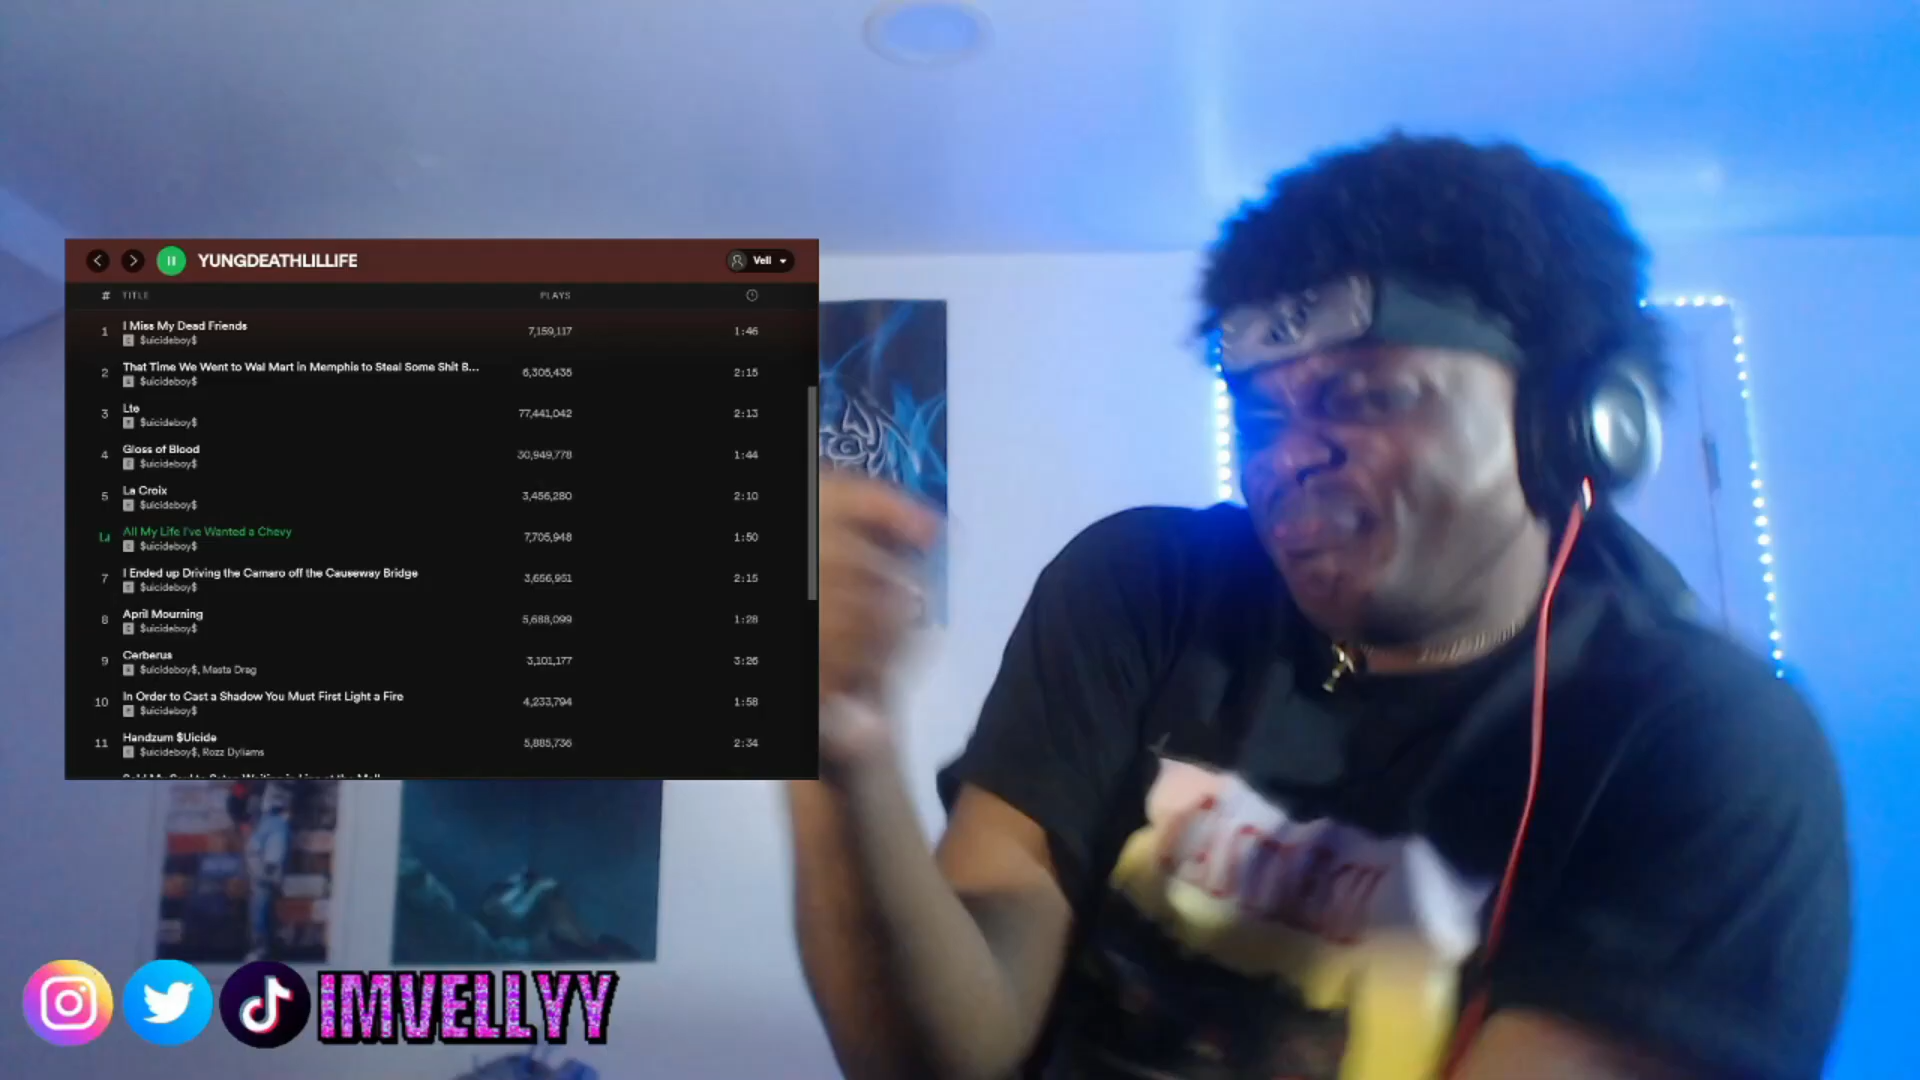 YUNGDEATHLILLIFE
Vell
# TITLE PLAYS
1 I Miss My Dead Friends 7,159,117 1:46
E $uicideboy$
2 That Time We Went to Wal Mart in Memphis to Steal Some Shit B... 6,305,435 2:15
E $uicideboy$
3 Lte 77,441,042 2:13
E $uicideboy$
4 Gloss of Blood 30,949,778 1:44
E $uicideboy$
5 La Croix 3,456,280 2:10
E $uicideboy$
All My Life I've Wanted a Chevy 7,705,948 1:50
E $uicideboy$
7 I Ended up Driving the Camaro off the Causeway Bridge 3,656,951 2:15
E $uicideboy$
8 April Mourning 5,688,099 1:28
E $uicideboy$
9 Cerberus 3,101,177 3:26
E $uicideboy$, Masta Drag
10 In Order to Cast a Shadow You Must First Light a Fire 4,233,794 1:58
E $uicideboy$
11 Handzum $Uicide 5,885,736 2:34
E $uicideboy$, Rozz Dyliams
IMVELLYY